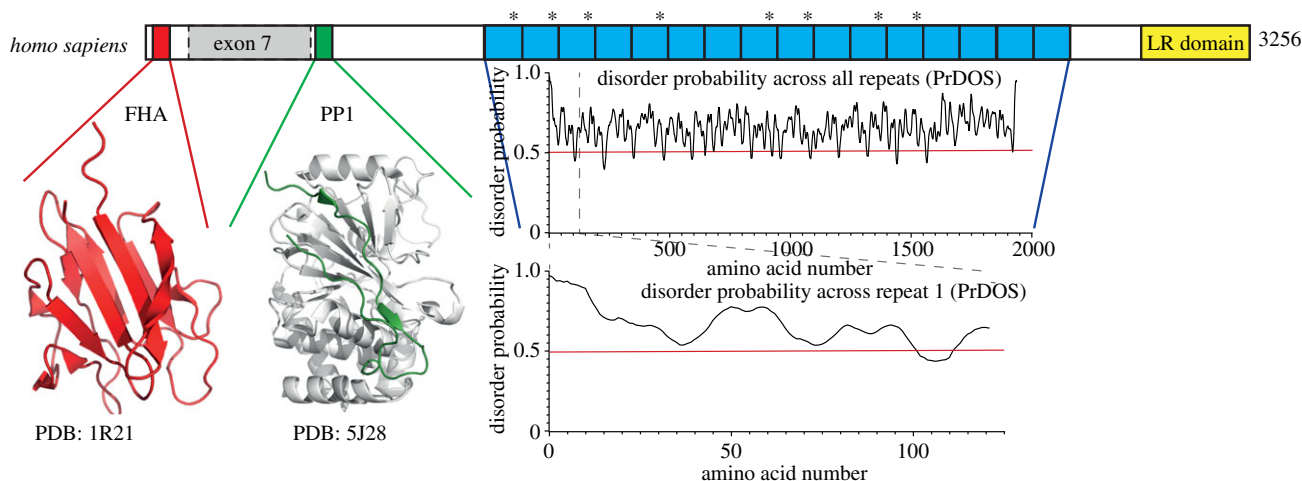 * * * * * * * *
homo sapiens
exon 7
LR domain
3256
FHA
PP1
disorder probability across all repeats (PrDOS)
disorder probability
1.0
0.5
0
500
1000
1500
2000
amino acid number
disorder probability across repeat 1 (PrDOS)
disorder probability
1.0
0.5
0
0
50
100
amino acid number
PDB: 1R21
PDB: 5J28